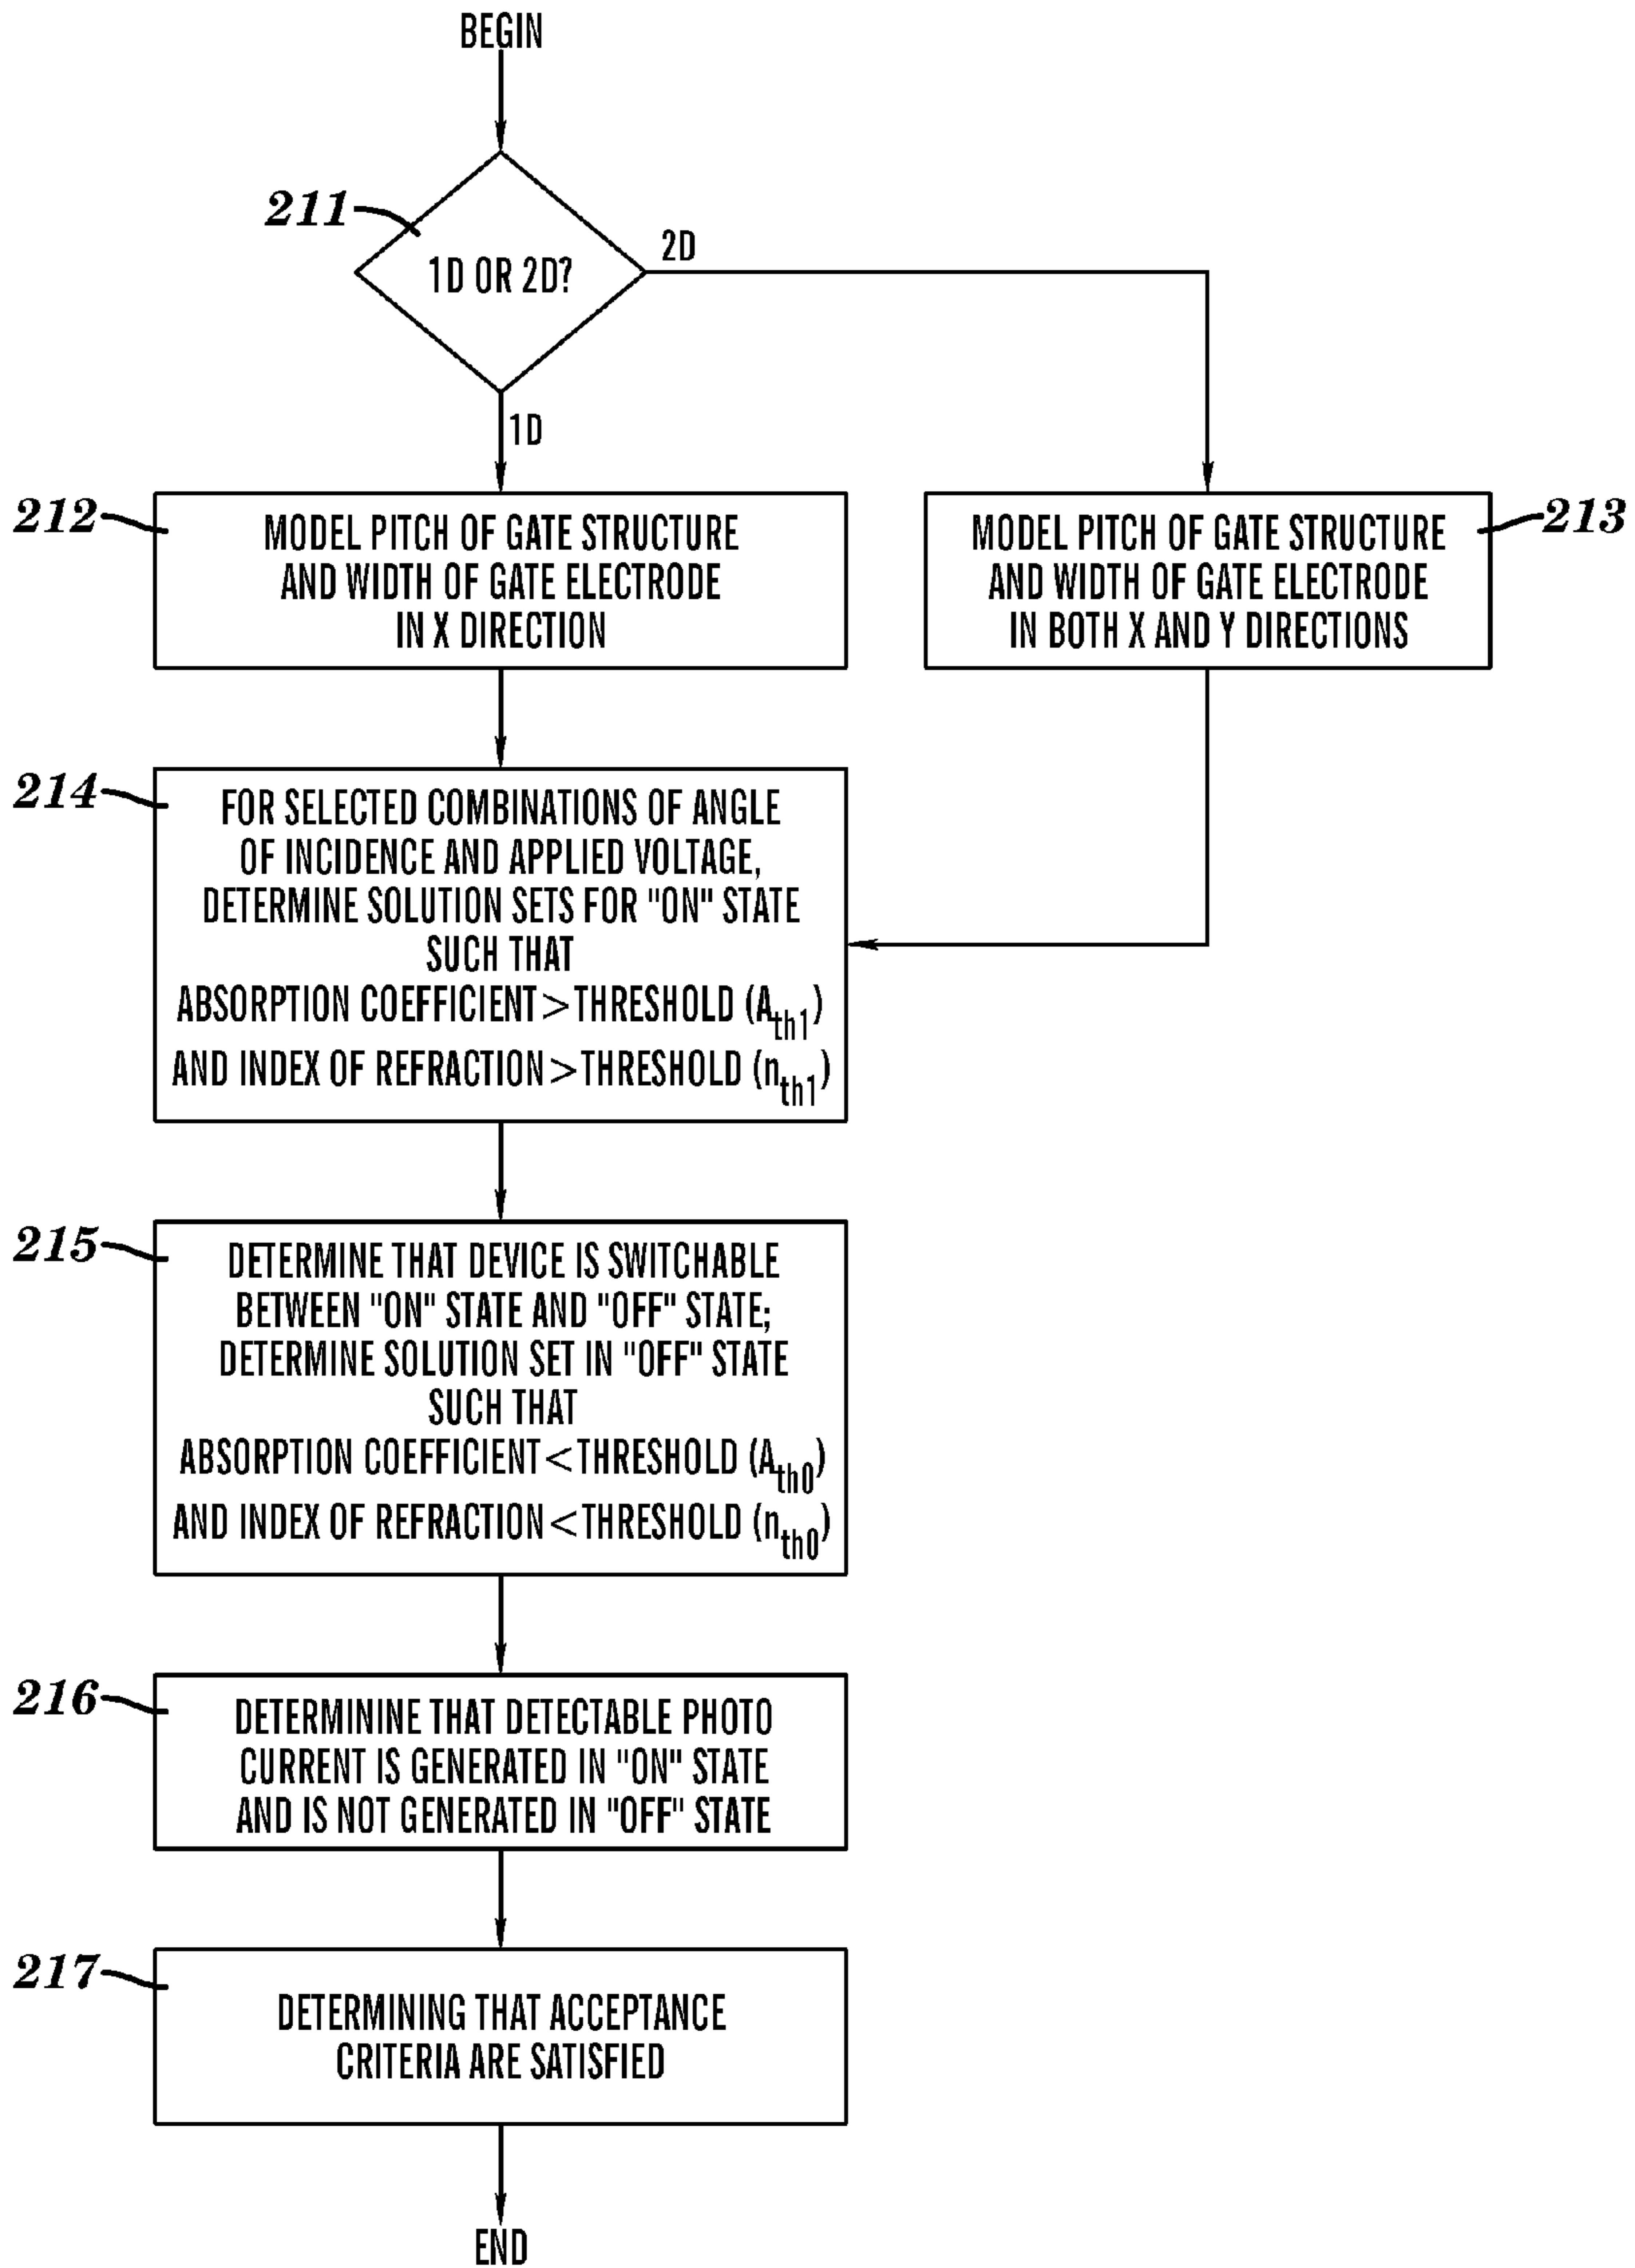 BEGIN
211
1D OR 2D?
2D
1D
212
MODEL PITCH OF GATE STRUCTURE
AND WIDTH OF GATE ELECTRODE
IN X DIRECTION
MODEL PITCH OF GATE STRUCTURE
AND WIDTH OF GATE ELECTRODE
IN BOTH X AND Y DIRECTIONS
213
214
FOR SELECTED COMBINATIONS OF ANGLE
OF INCIDENCE AND APPLIED VOLTAGE,
DETERMINE SOLUTION SETS FOR "ON" STATE
SUCH THAT
ABSORPTION COEFFICIENT > THRESHOLD (Ath1)
AND INDEX OF REFRACTION > THRESHOLD (nth1)
215
DETERMINE THAT DEVICE IS SWITCHABLE
BETWEEN "ON" STATE AND "OFF" STATE;
DETERMINE SOLUTION SET IN "OFF" STATE
SUCH THAT
ABSORPTION COEFFICIENT < THRESHOLD (Ath0)
AND INDEX OF REFRACTION < THRESHOLD (nth0)
216
DETERMININE THAT DETECTABLE PHOTO
CURRENT IS GENERATED IN "ON" STATE
AND IS NOT GENERATED IN "OFF" STATE
217
DETERMINING THAT ACCEPTANCE
CRITERIA ARE SATISFIED
END